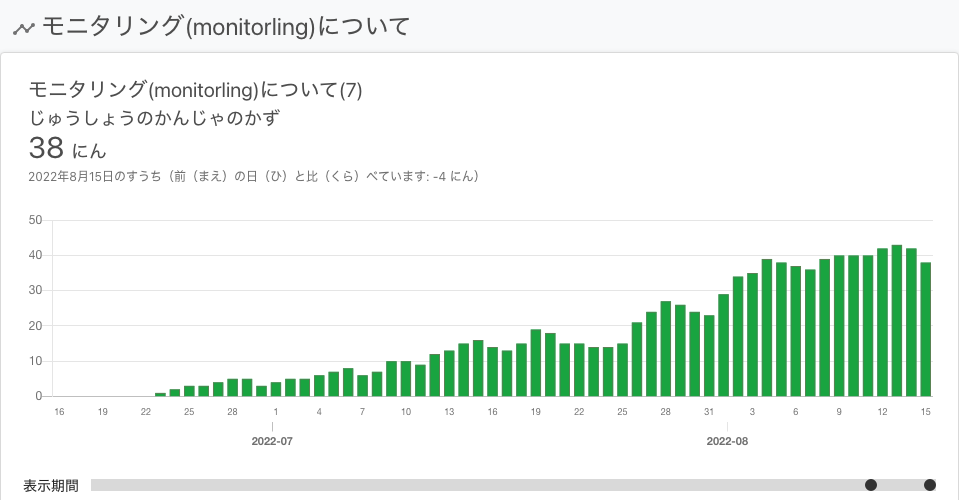 モニタリング(monitorling)について
モニタリング(monitorling)について(7)
じゅうしょうのかんじゃのかず
38 にん
2022年8月15日のすうち（前（まえ）の日（ひ）と比（くら）べています: -4 にん）
50
40
30
20
10
0
16 19 22 25 28 1 4 7 10 13 16 19 22 25 28 31 3 6 9 12 15
2022-07 2022-08
表示期間